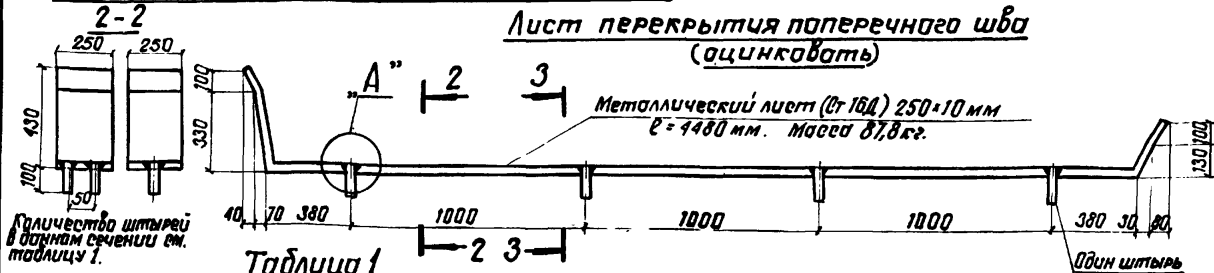 2-2
250 250
430
100
50
Количество штырей
в данном сечении см.
таблицу 1.
Лист перекрытия поперечного шва
(оцинковать)
„А”
2 3
Металлический лист (Ст 16Д) 250×10 мм
ℓ = 4480 мм. Масса 87,8 кг.
100
330
100
130
40 70 380 1000 1000 1000 380 30 80
2 3
Таблица 1
Один штырь